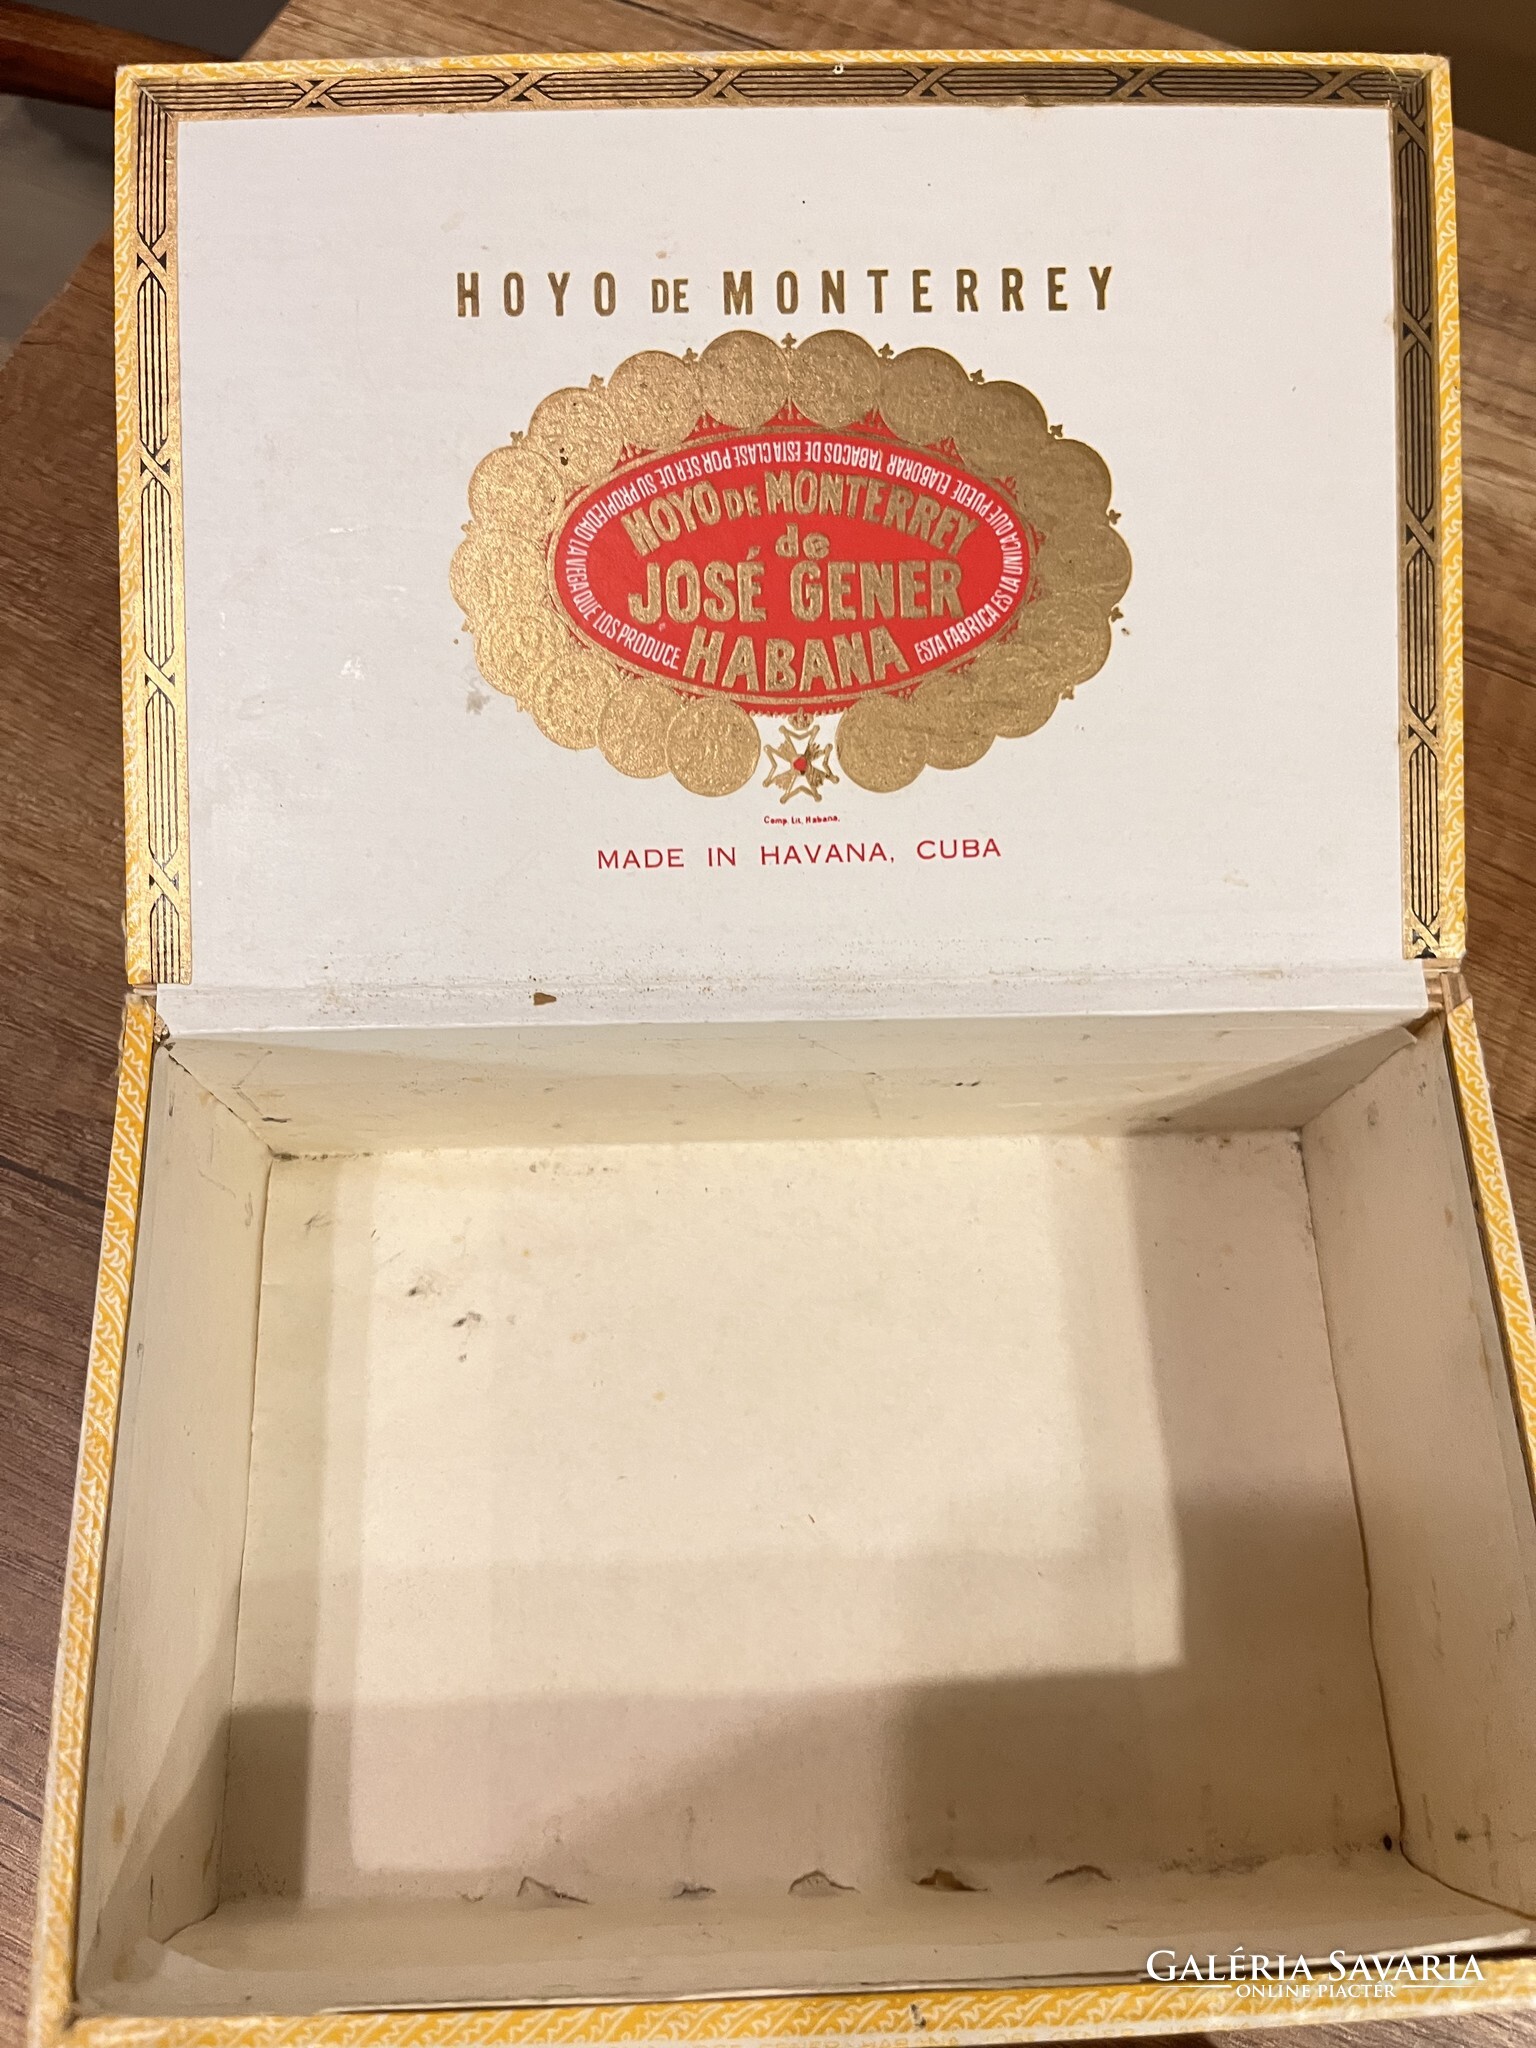 HOYO DE MONTERREY
ESTA FABRICA ES LA UNICA QUE PUEDE ELABORAR TABACOS DE ESTA CLASE POR SER DE SU PROPIEDAD LA VEGA QUE LOS PRODUCE
HOYO DE MONTERREY
de
JOSÉ GENER
HABANA
Comp. Lit. Habana.
MADE IN HAVANA, CUBA
GALÉRIA SAVARIA
ONLINE PIACTÉR